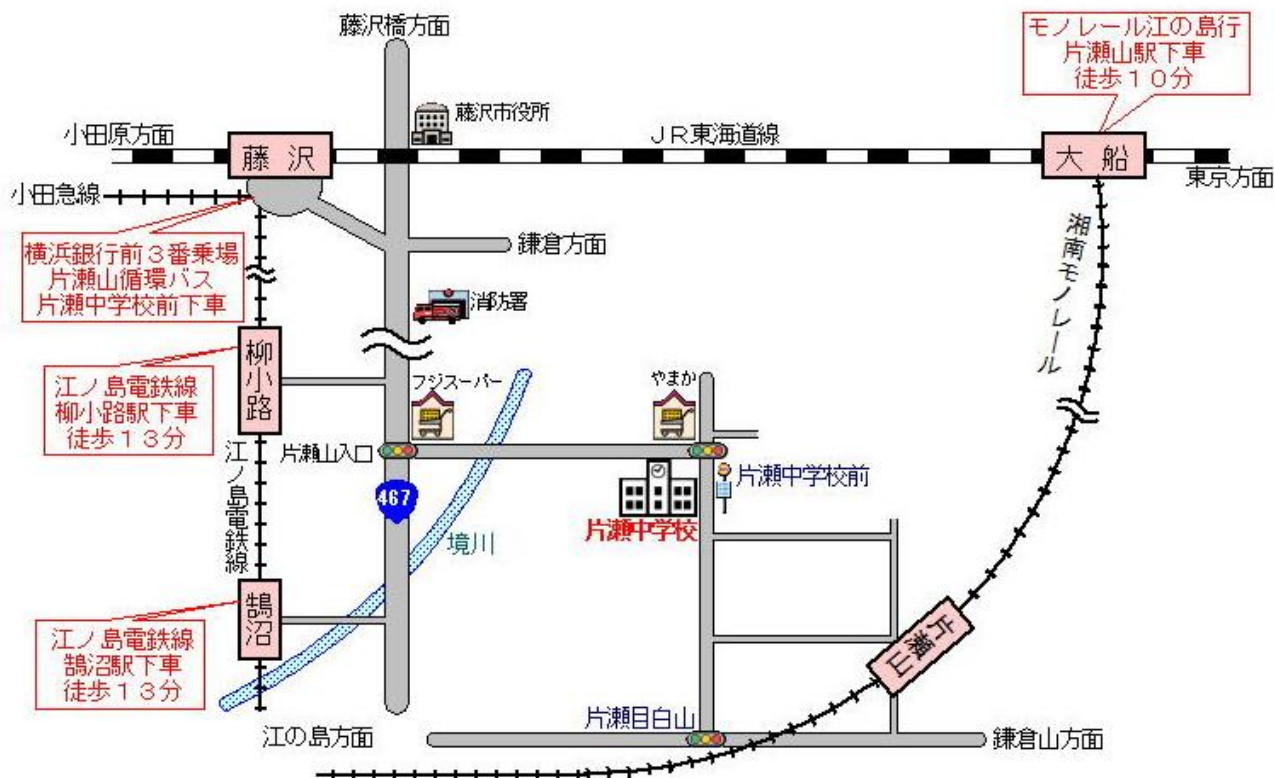 藤沢橋方面
モノレール江の島行
片瀬山駅下車
徒歩１０分
藤沢市役所
小田原方面
ＪＲ東海道線
藤沢
大船
東京方面
小田急線
横浜銀行前３番乗場
片瀬山循環バス
片瀬中学校前下車
鎌倉方面
湘南モノレール
消防署
柳小路
江ノ島電鉄線
柳小路駅下車
徒歩１３分
フジスーパー
やまか
片瀬山入口
片瀬中学校前
467
片瀬中学校
江ノ島電鉄線
境川
鵠沼
江ノ島電鉄線
鵠沼駅下車
徒歩１３分
片瀬山
片瀬目白山
江の島方面
鎌倉山方面